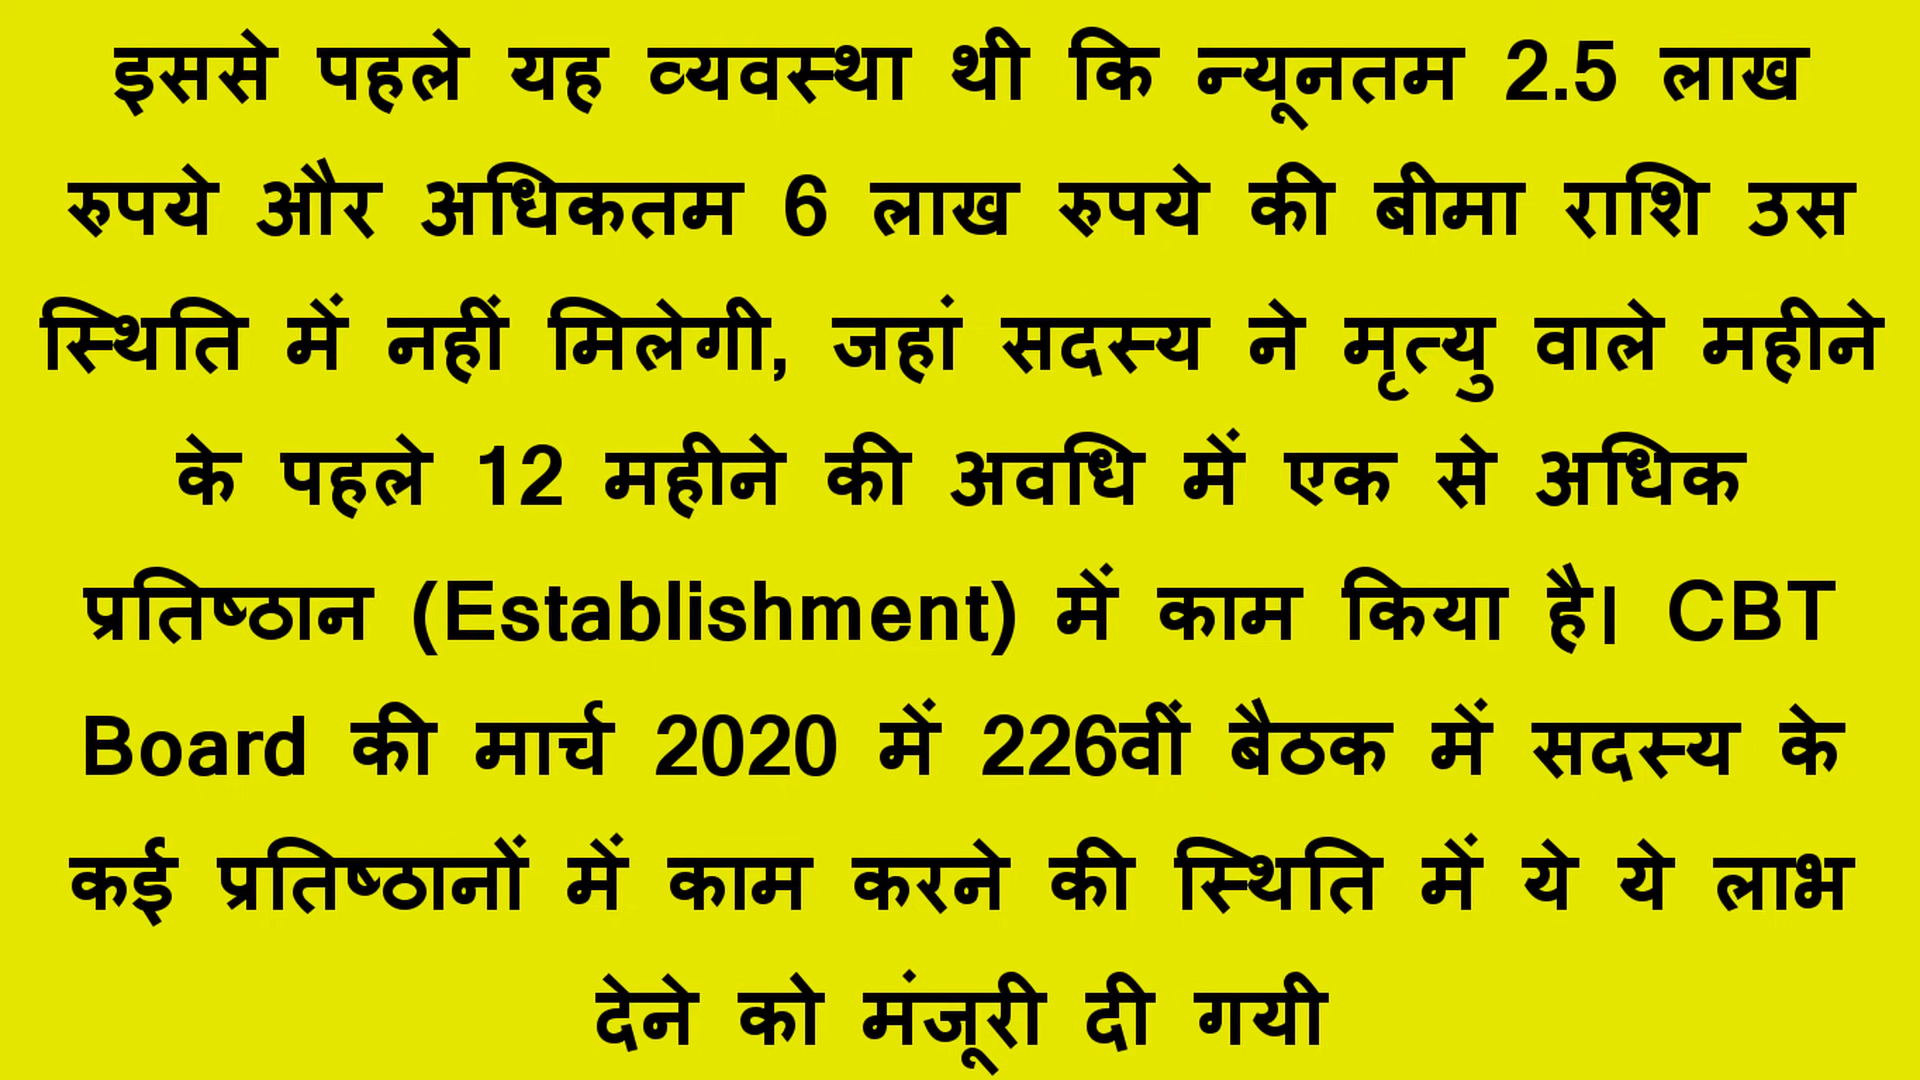 इससे पहले यह व्यवस्था थी कि न्यूनतम 2.5 लाख
रुपये और अधिकतम 6 लाख रुपये की बीमा राशि उस
स्थिति में नहीं मिलेगी, जहां सदस्य ने मृत्यु वाले महीने
के पहले 12 महीने की अवधि में एक से अधिक
प्रतिष्ठान (Establishment) में काम किया है। CBT
Board की मार्च 2020 में 226वीं बैठक में सदस्य के
कई प्रतिष्ठानों में काम करने की स्थिति में ये ये लाभ
देने को मंजूरी दी गयी